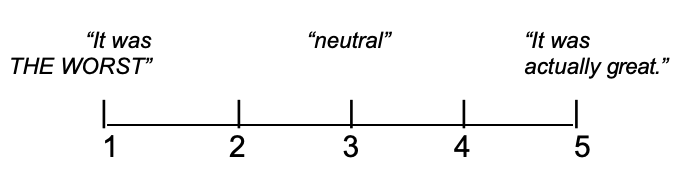 “It was
THE WORST”
“neutral”
“It was
actually great.”
1 2 3 4 5